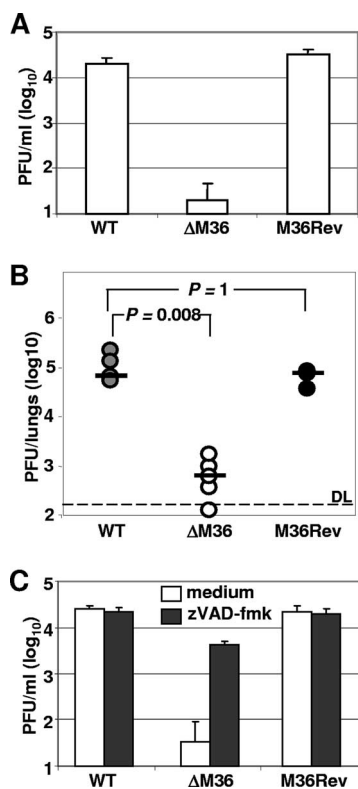 A
PFU/ml (log10)
5
4
3
2
1
WT ΔM36 M36Rev
B
PFU/lungs (log10)
P = 1
P = 0.008
6
5
4
3
2
DL
WT ΔM36 M36Rev
C
PFU/ml (log10)
medium
zVAD-fmk
5
4
3
2
1
WT ΔM36 M36Rev